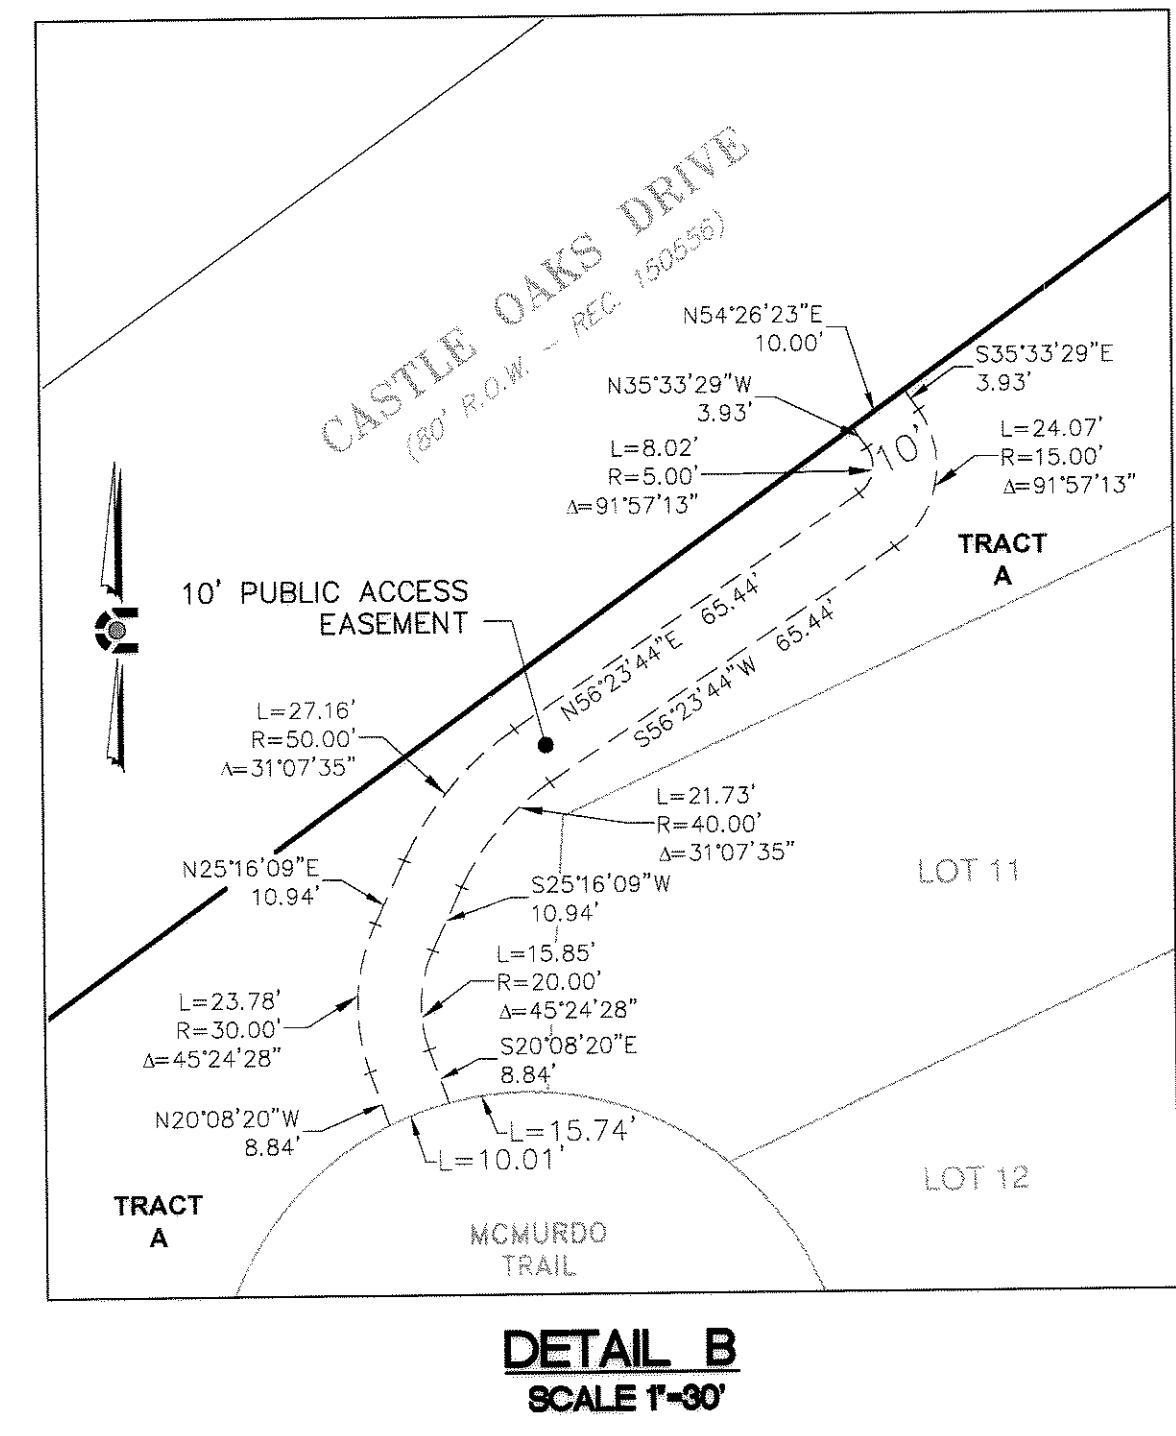 CASTLE OAKS DRIVE
(80' R.O.W. ~ REC. 150556)
N54°26'23"E
10.00'
S35°33'29"E
3.93'
N35°33'29"W
3.93'
L=8.02'
R=5.00'
Δ=91°57'13"
10'
L=24.07'
R=15.00'
Δ=91°57'13"
TRACT
A
10' PUBLIC ACCESS
EASEMENT
N56°23'44"E 65.44'
S56°23'44"W 65.44'
L=27.16'
R=50.00'
Δ=31°07'35"
L=21.73'
R=40.00'
Δ=31°07'35"
N25°16'09"E
10.94'
S25°16'09"W
10.94'
LOT 11
L=15.85'
R=20.00'
Δ=45°24'28"
L=23.78'
R=30.00'
Δ=45°24'28"
S20°08'20"E
8.84'
N20°08'20"W
8.84'
L=15.74'
L=10.01'
LOT 12
TRACT
A
MCMURDO
TRAIL
DETAIL B
SCALE 1"=30'